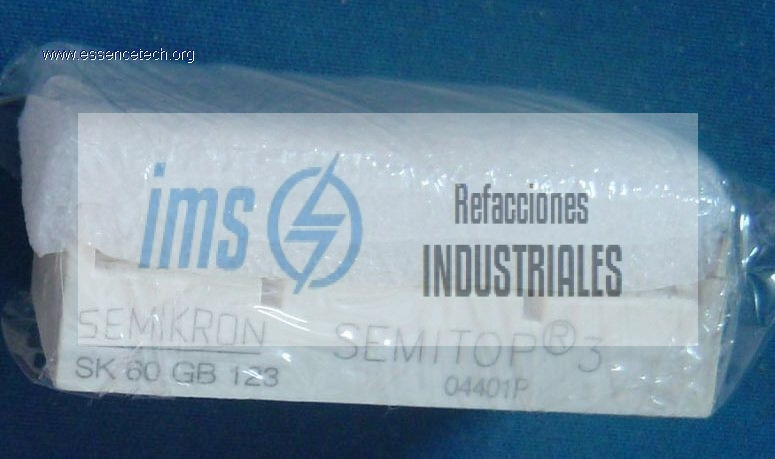 www.essencetech.org
ims
Refacciones
INDUSTRIALES
SEMIKRON
SEMITOP® 3
SK 60 GB 123
04401P